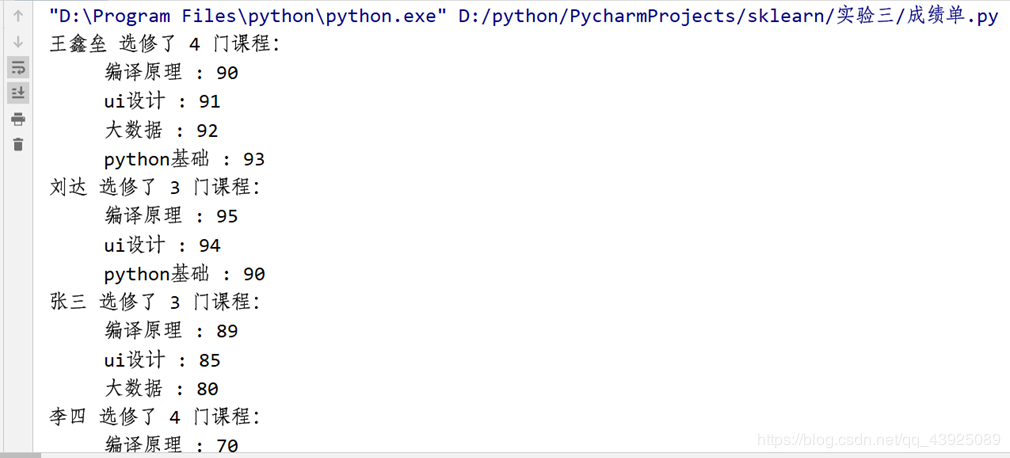 "D:\Program Files\python\python.exe" D:/python/PycharmProjects/sklearn/实验三/成绩单.py
王鑫垒 选修了 4 门课程：
编译原理 : 90
ui设计 : 91
大数据 : 92
python基础 : 93
刘达 选修了 3 门课程：
编译原理 : 95
ui设计 : 94
python基础 : 90
张三 选修了 3 门课程：
编译原理 : 89
ui设计 : 85
大数据 : 80
李四 选修了 4 门课程：
编译原理 : 70
https://blog.csdn.net/qq_43925089